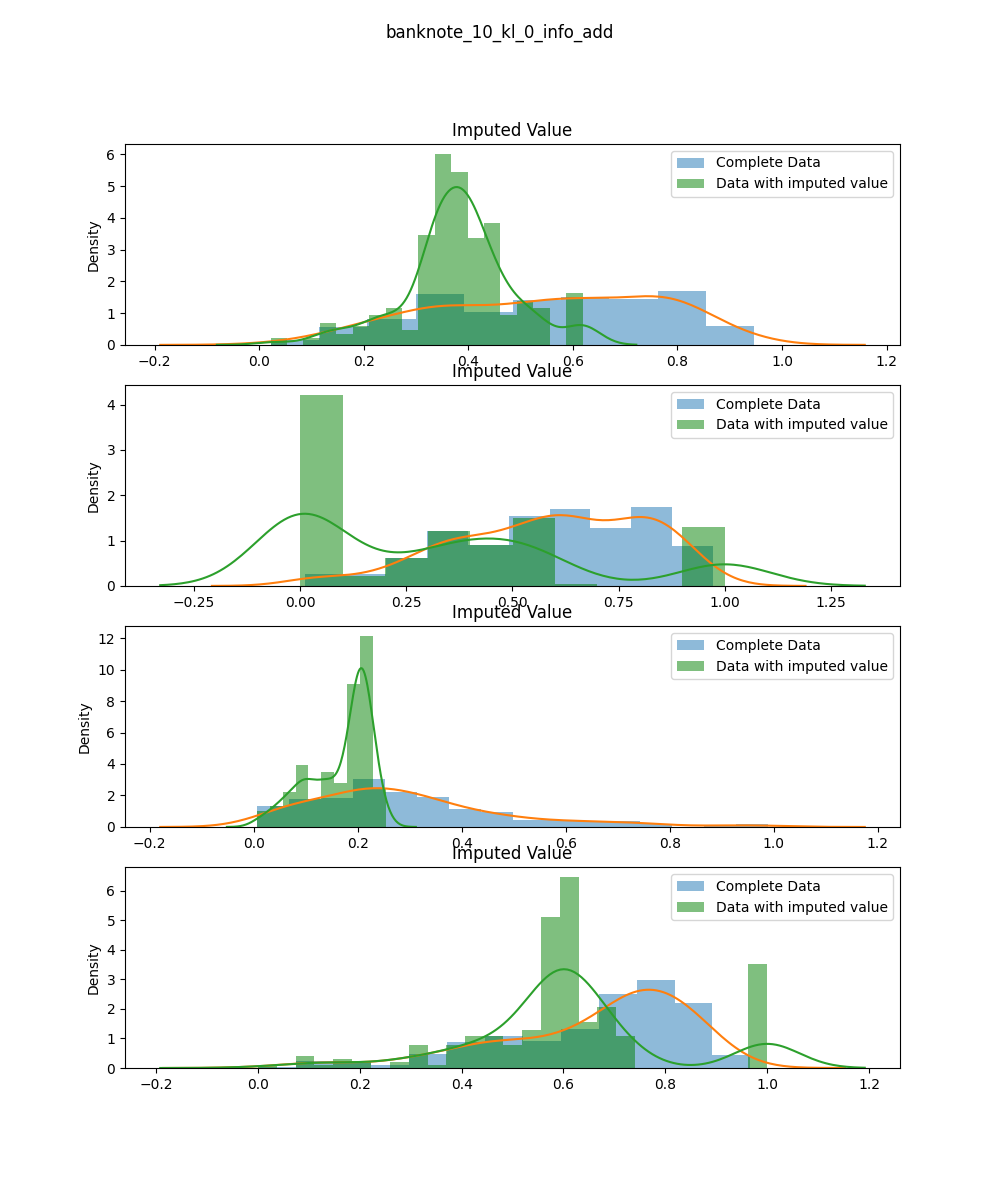 banknote_10_kl_0_info_add
Imputed Value
Complete Data
Data with imputed value
Density
6
5
4
3
2
1
0
−0.2 0.0 0.2 0.4 0.6 0.8 1.0 1.2
Imputed Value
Complete Data
Data with imputed value
Density
4
3
2
1
0
−0.25 0.00 0.25 0.50 0.75 1.00 1.25
Imputed Value
Complete Data
Data with imputed value
Density
12
10
8
6
4
2
0
−0.2 0.0 0.2 0.4 0.6 0.8 1.0 1.2
Imputed Value
Complete Data
Data with imputed value
Density
6
5
4
3
2
1
0
−0.2 0.0 0.2 0.4 0.6 0.8 1.0 1.2